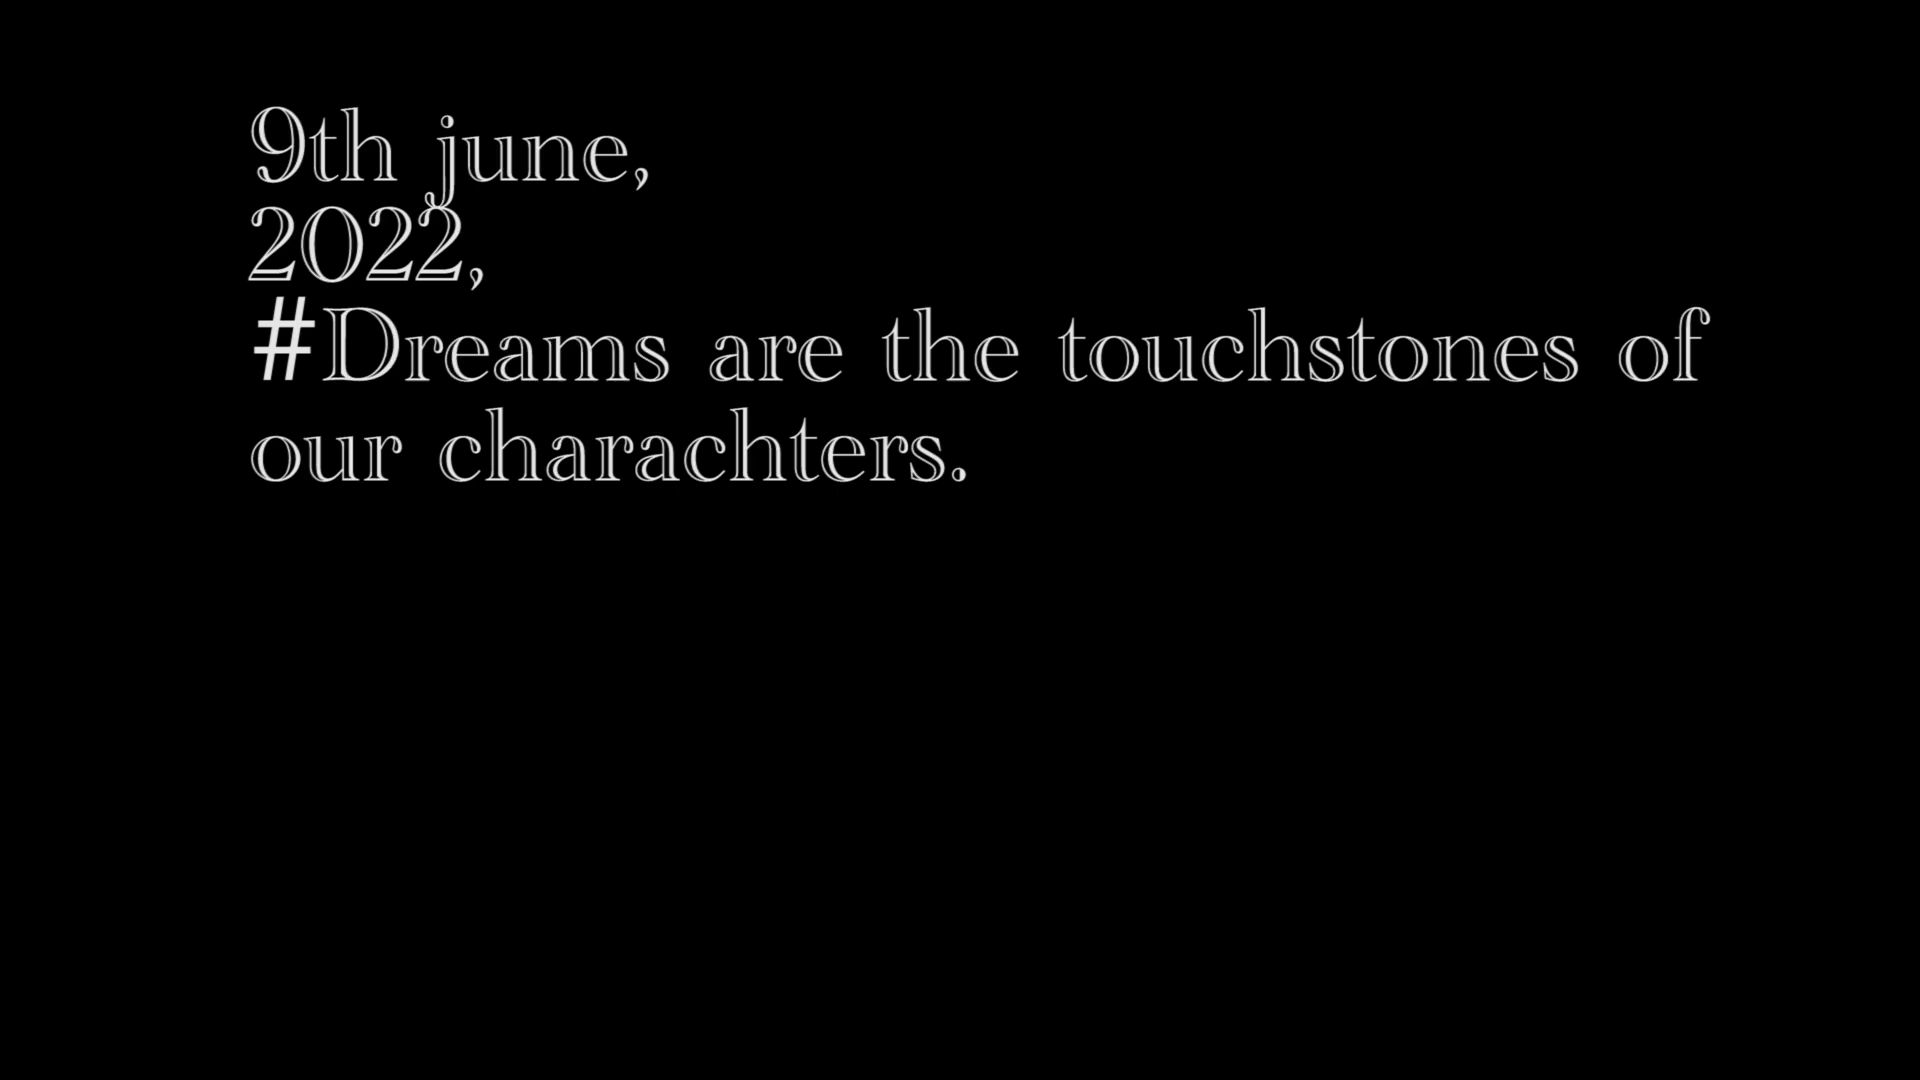 9th june,
2022,
#Dreams are the touchstones of
our charachters.